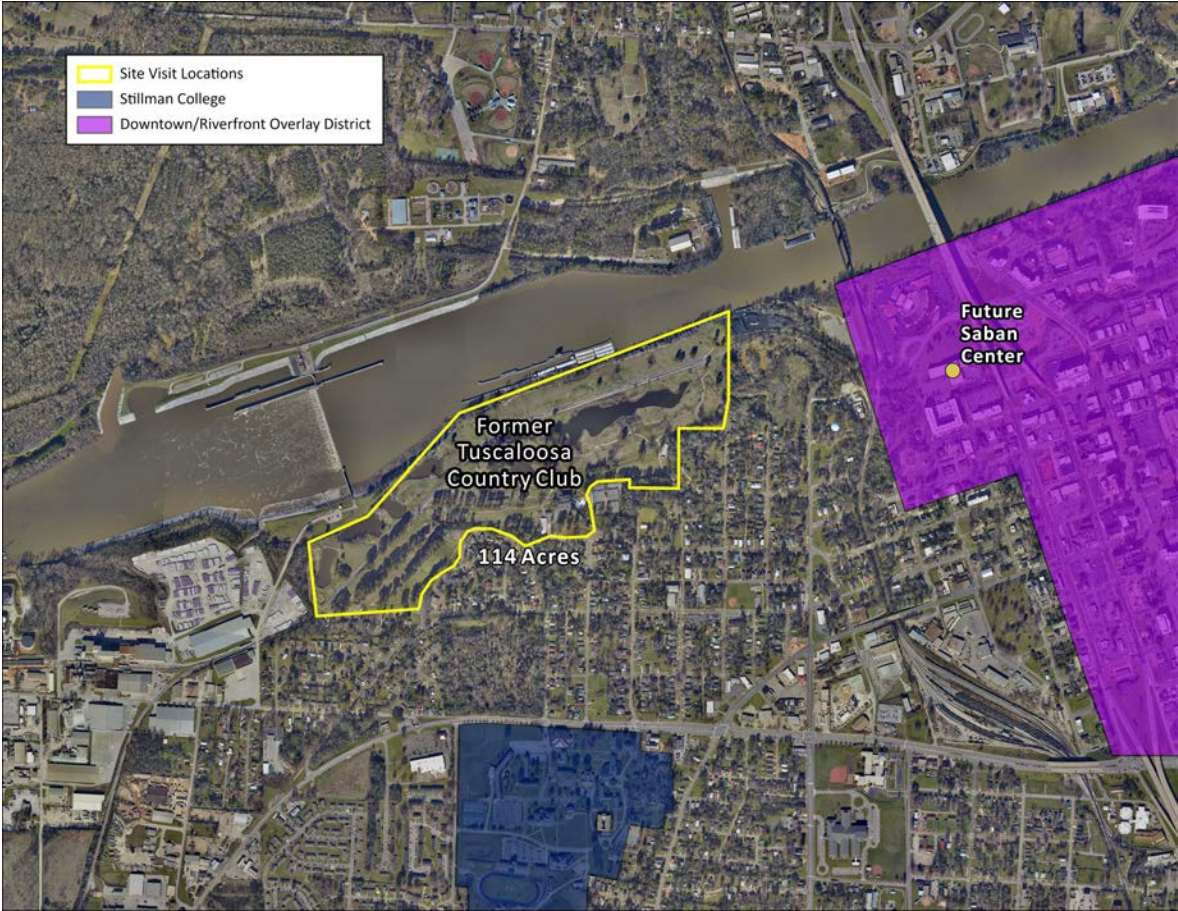 Site Visit Locations
Stillman College
Downtown/Riverfront Overlay District
Future
Saban
Center
Former
Tuscaloosa
Country Club
114 Acres